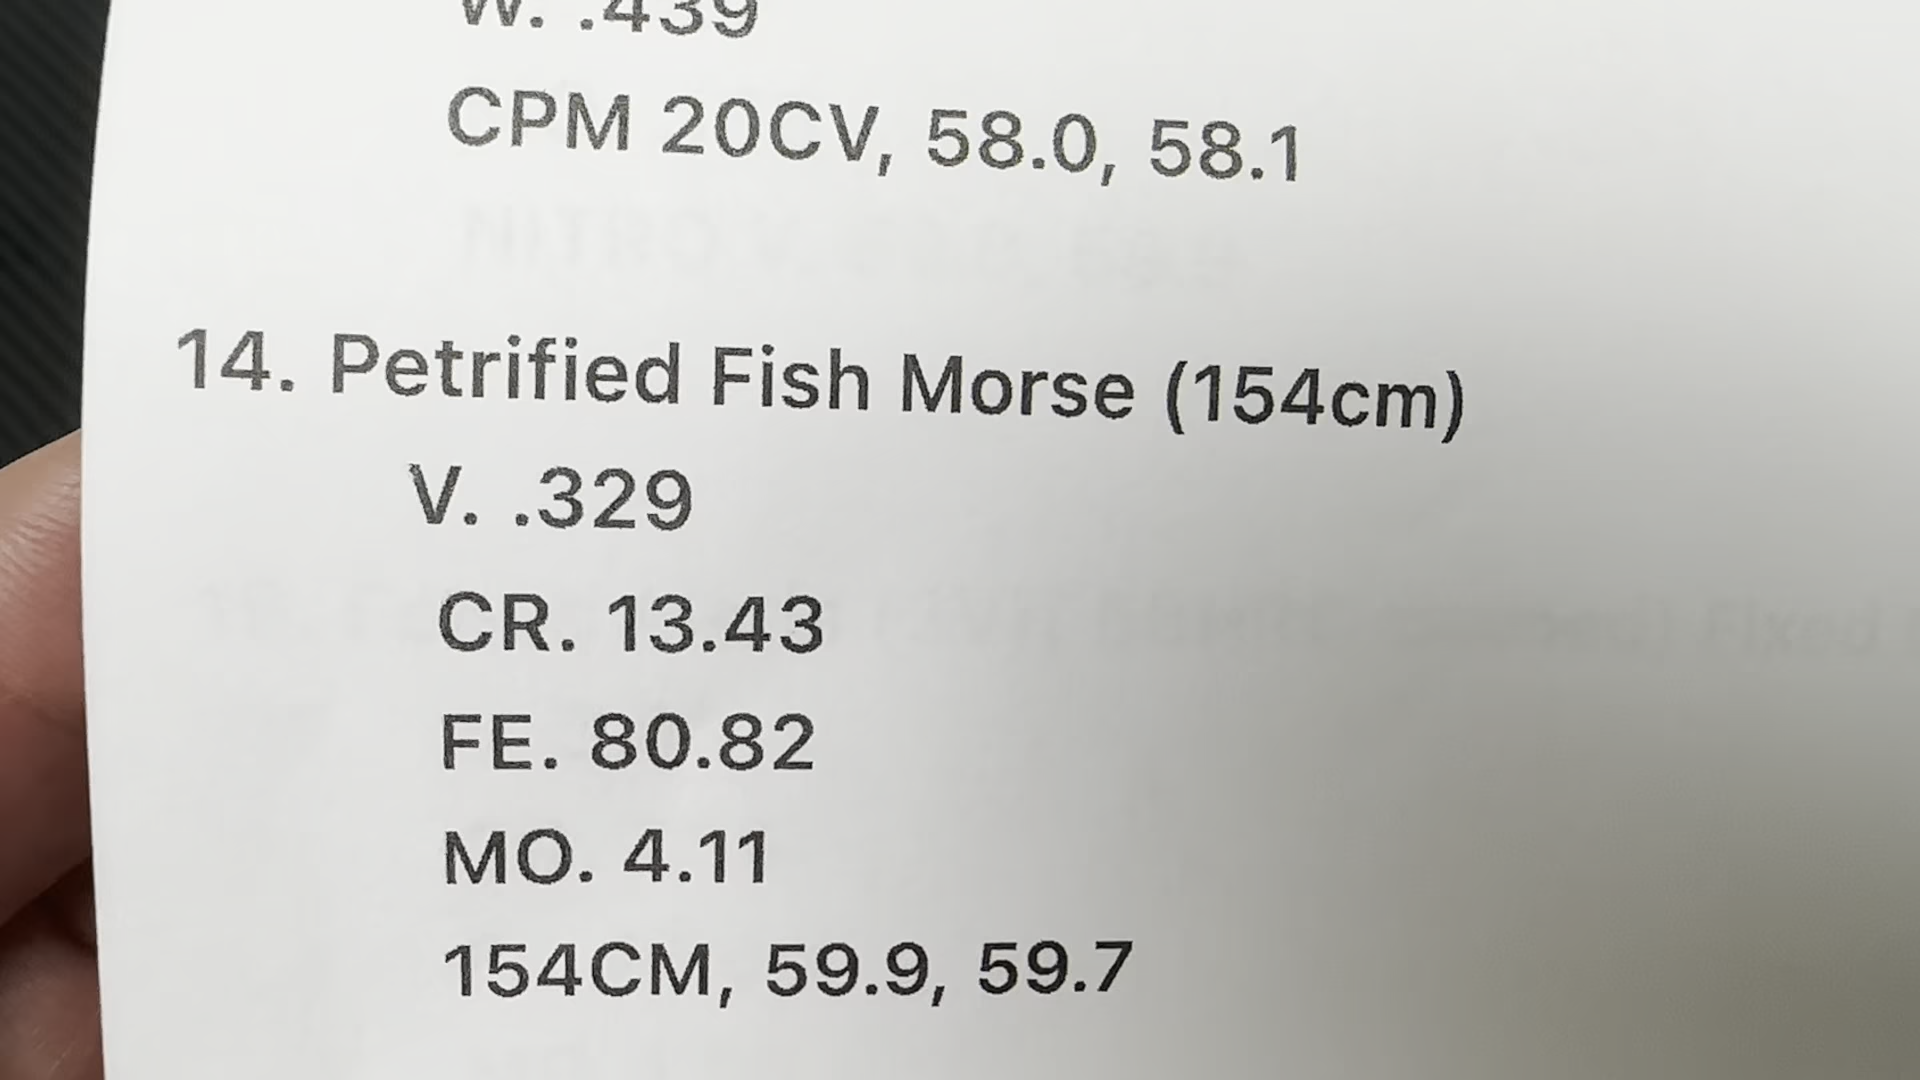 W. .439
CPM 20CV, 58.0, 58.1
14. Petrified Fish Morse (154cm)
V. .329
CR. 13.43
FE. 80.82
MO. 4.11
154CM, 59.9, 59.7